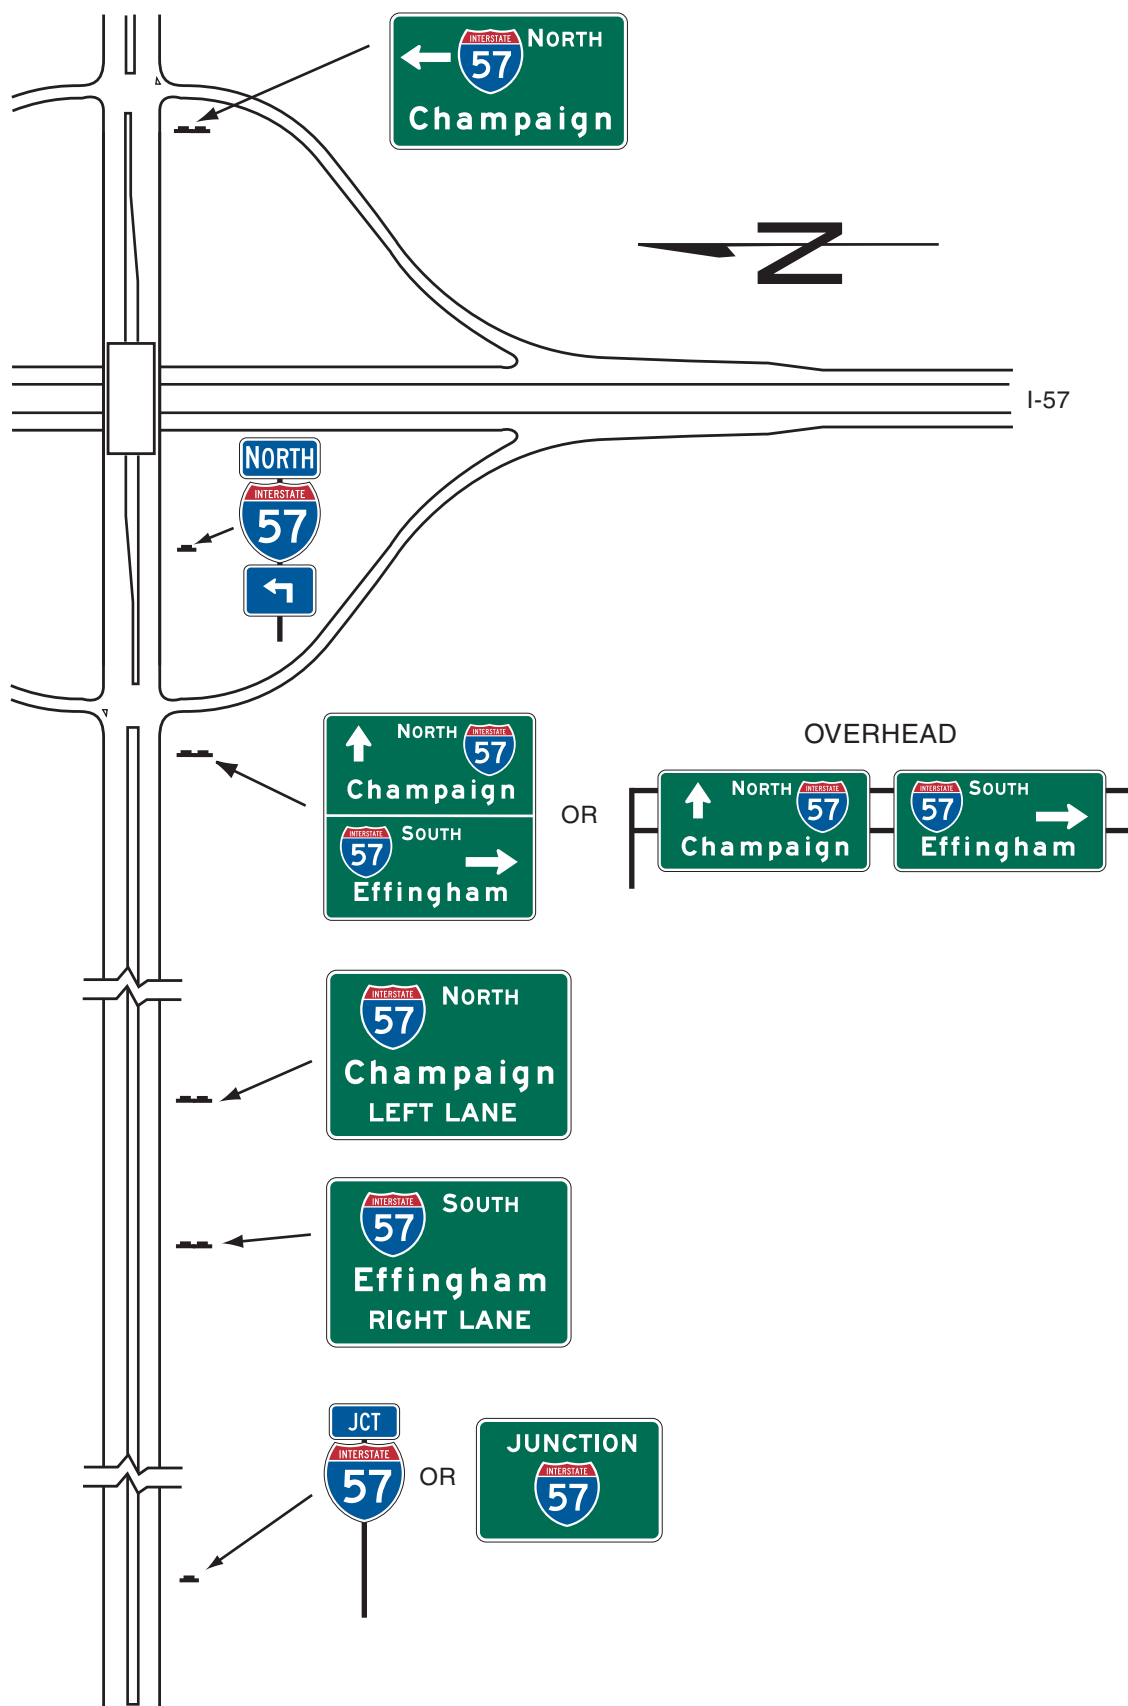 INTERSTATE
57
NORTH
Champaign
N
I-57
NORTH
INTERSTATE
57
NORTH
INTERSTATE
57
Champaign
INTERSTATE
57
SOUTH
Effingham
OR
OVERHEAD
NORTH
INTERSTATE
57
Champaign
INTERSTATE
57
SOUTH
Effingham
INTERSTATE
57
NORTH
Champaign
LEFT LANE
INTERSTATE
57
SOUTH
Effingham
RIGHT LANE
JCT
INTERSTATE
57
OR
JUNCTION
INTERSTATE
57